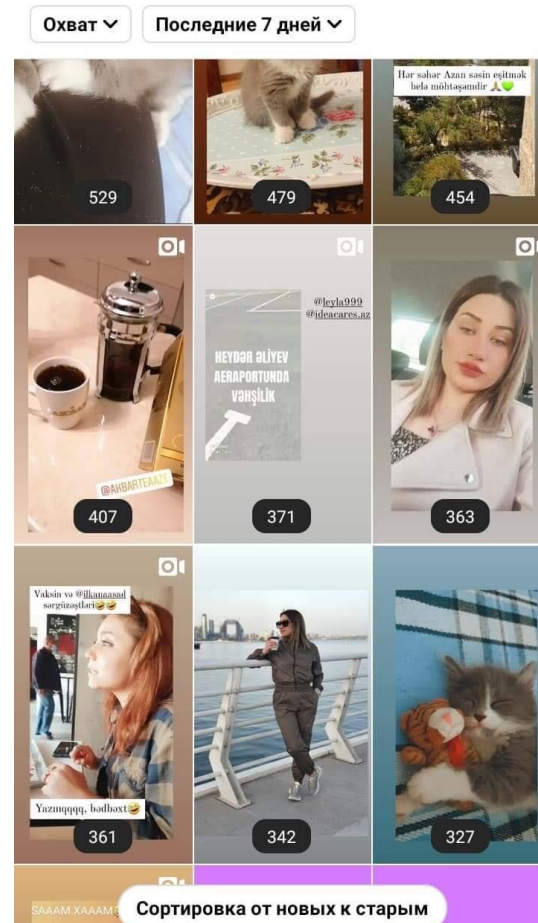 Охват
Последние 7 дней
529
479
Hər səhər Azan səsin eşitmək
belə möhtəşəmdir 🙏💚
454
@AHBARTEAAZE
407
@leyla999
@ideacares.az
HEYDƏR ƏLİYEV
AERAPORTUNDA
VƏHŞİLİK
371
363
Vaksin və @ilkanaasad
sərgüzəştləri🤣🤣
Yazııqqqq, bədbəxt🤣
361
342
327
SAAAM XAAAM
Сортировка от новых к старым